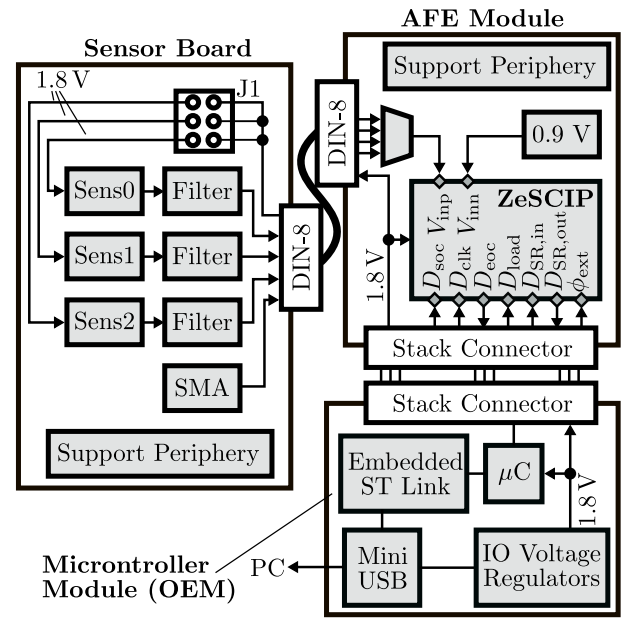 AFE Module
Sensor Board
Support Periphery
1.8 V
J1
DIN-8
0.9 V
ZeSCIP
V_inp
V_inn
D_soc
D_clk
D_eoc
D_load
D_SR,in
D_SR,out
ϕ_ext
1.8 V
Sens0
Filter
Sens1
Filter
DIN-8
Sens2
Filter
SMA
Support Periphery
Stack Connector
Stack Connector
Embedded
ST Link
μC
1.8 V
Microntroller
Module (OEM)
PC
Mini
USB
IO Voltage
Regulators